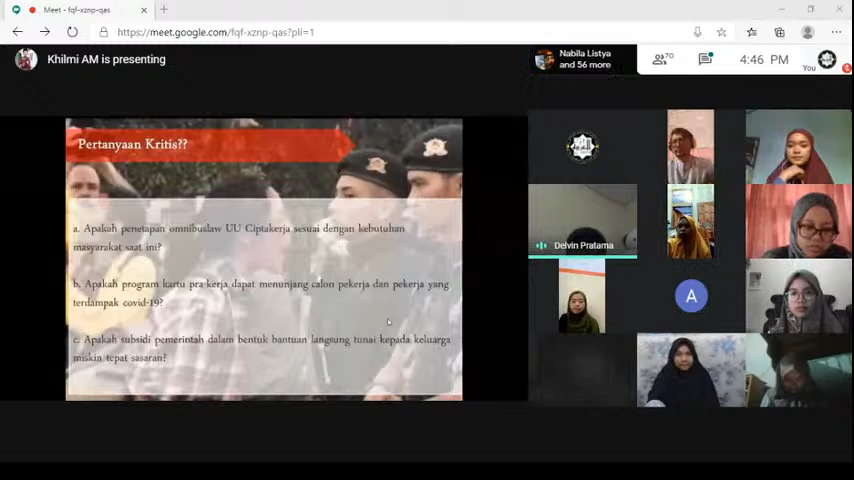 Meet - fqf-xznp-qas
https://meet.google.com/fqf-xznp-qas?pli=1
Khilmi AM is presenting
Nabila Listya
and 56 more
70
4:46 PM
You
Pertanyaan Kritis??
a. Apakah penetapan omnibuslaw UU Ciptakerja sesuai dengan kebutuhan
masyarakat saat ini?
b. Apakah program kartu pra-kerja dapat menunjang calon pekerja dan pekerja yang
terdampak covid-19?
c. Apakah subsidi pemerintah dalam bentuk bantuan langsung tunai kepada keluarga
miskin tepat sasaran?
Delvin Pratama
A